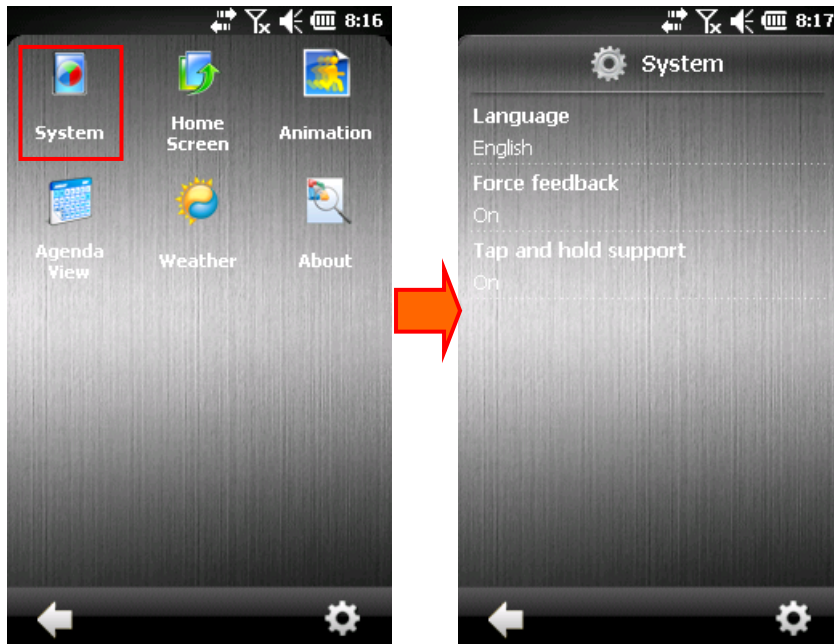 8:16
System
Home
Screen
Animation
Agenda
View
Weather
About
8:17
System
Language
English
Force feedback
On
Tap and hold support
On